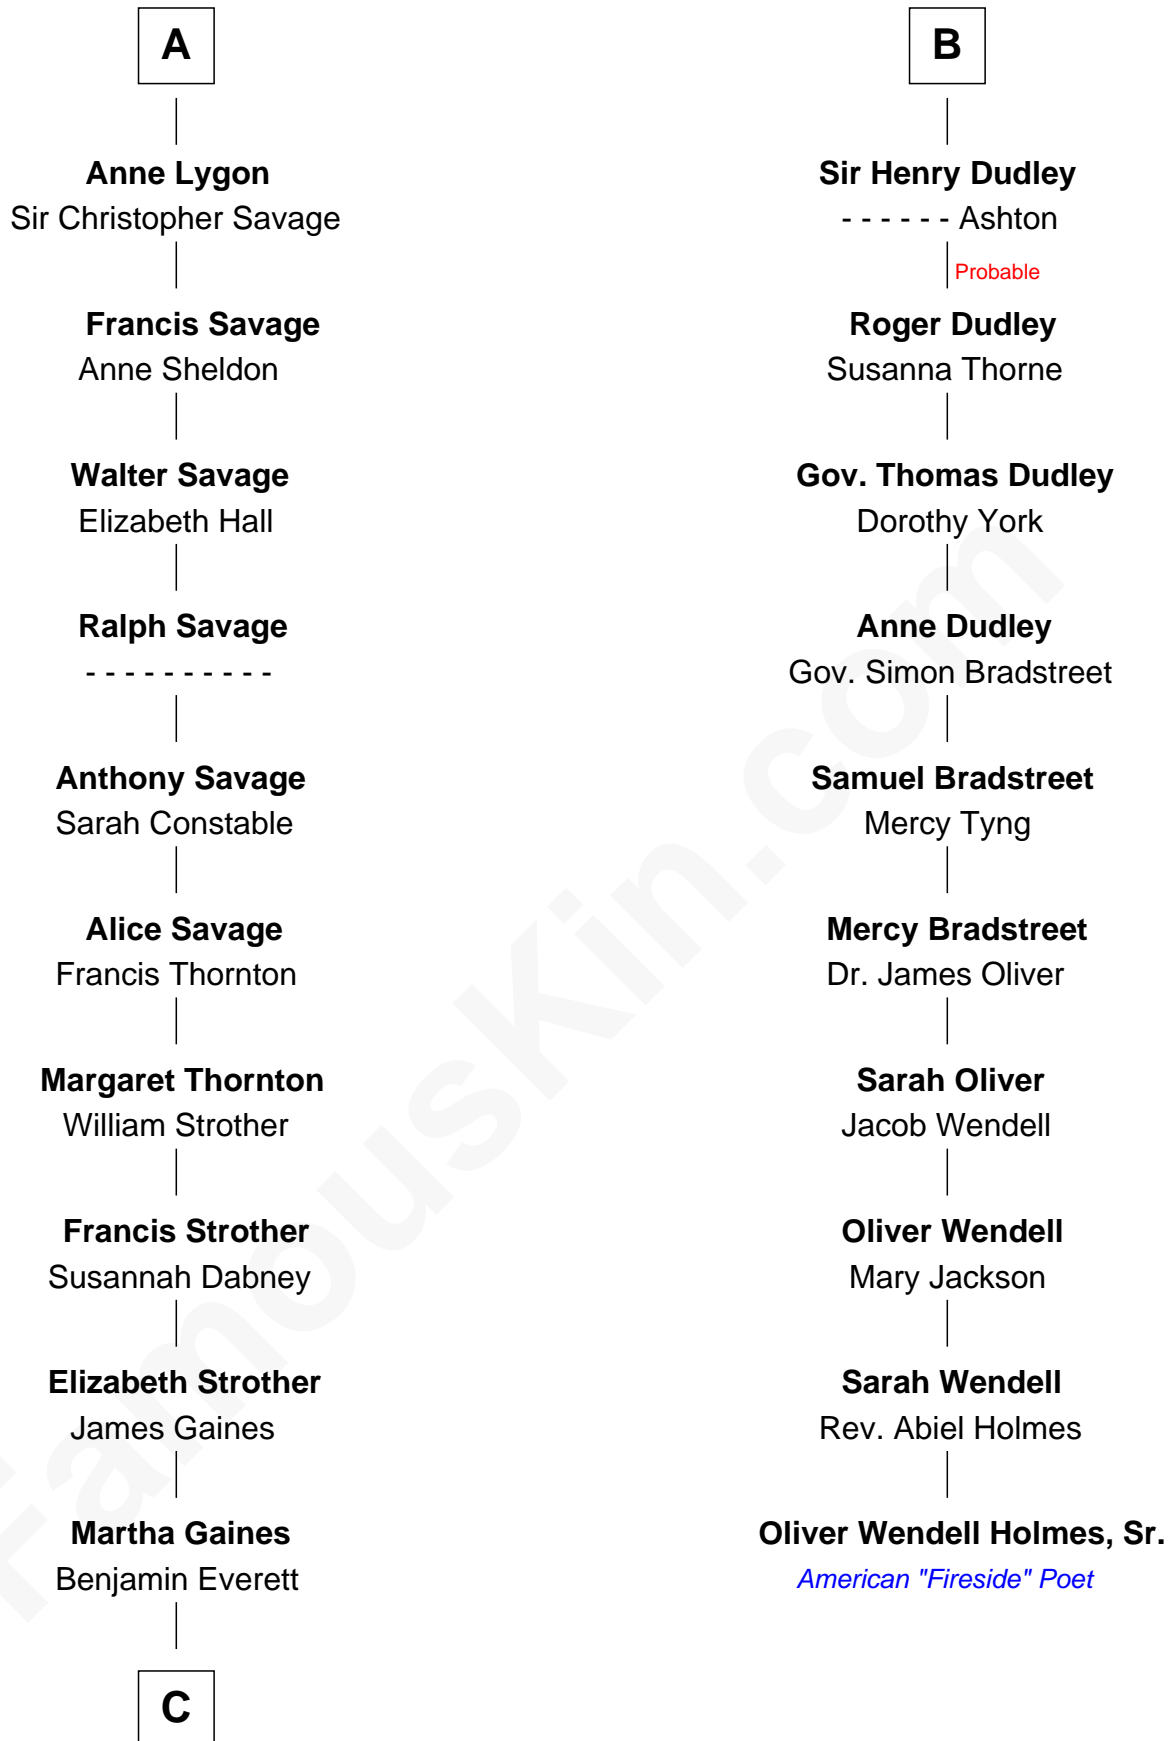 A
Anne Lygon
Sir Christopher Savage
Francis Savage
Anne Sheldon
Walter Savage
Elizabeth Hall
Ralph Savage
- - - - - - - - - -
Anthony Savage
Sarah Constable
Alice Savage
Francis Thornton
Margaret Thornton
William Strother
Francis Strother
Susannah Dabney
Elizabeth Strother
James Gaines
Martha Gaines
Benjamin Everett
C
B
Sir Henry Dudley
- - - - - - Ashton
Probable
Roger Dudley
Susanna Thorne
Gov. Thomas Dudley
Dorothy York
Anne Dudley
Gov. Simon Bradstreet
Samuel Bradstreet
Mercy Tyng
Mercy Bradstreet
Dr. James Oliver
Sarah Oliver
Jacob Wendell
Oliver Wendell
Mary Jackson
Sarah Wendell
Rev. Abiel Holmes
Oliver Wendell Holmes, Sr.
American "Fireside" Poet
FamousKin.com